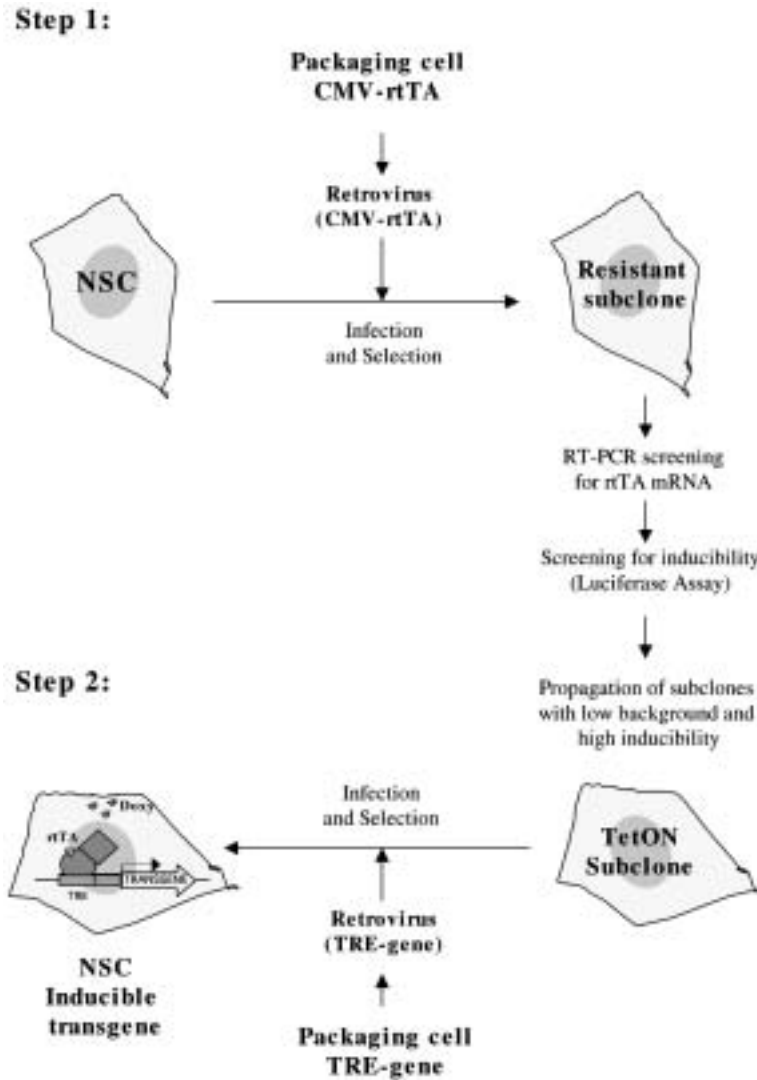 Step 1:
Packaging cell
CMV-rtTA
Retrovirus
(CMV-rtTA)
NSC
Resistant
subclone
Infection
and Selection
RT-PCR screening
for rtTA mRNA
Screening for inducibility
(Luciferase Assay)
Step 2:
Propagation of subclones
with low background and
high inducibility
Infection
and Selection
Doxy
rtTA
TRANSGENE
TRE
TetON
Subclone
Retrovirus
(TRE-gene)
NSC
Inducible
transgene
Packaging cell
TRE-gene